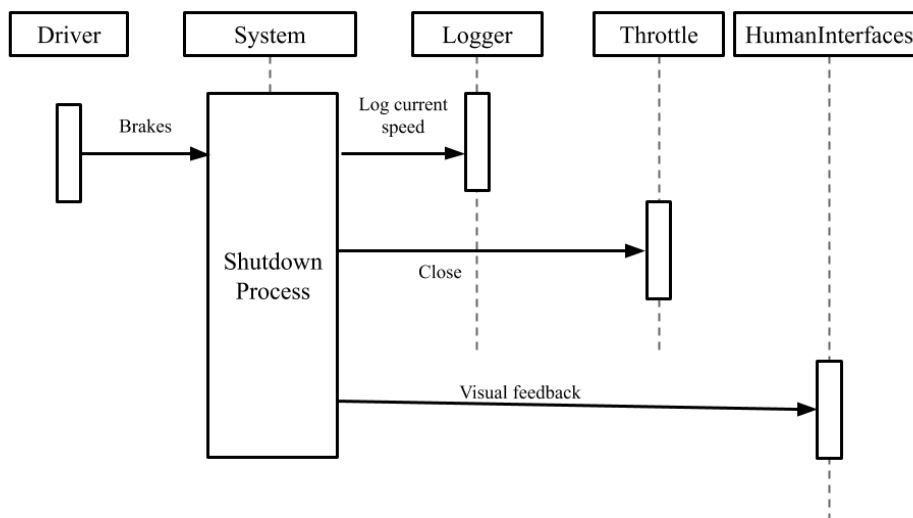 Driver
System
Logger
Throttle
HumanInterfaces
Brakes
Log current
speed
Shutdown
Process
Close
Visual feedback